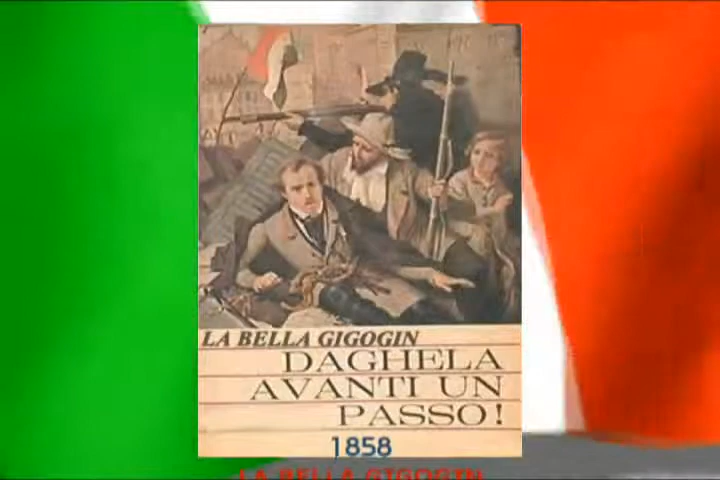 LA BELLA GIGOGIN
DAGHELA
AVANTI UN
PASSO!
1858
LA BELLA GIGOGIN